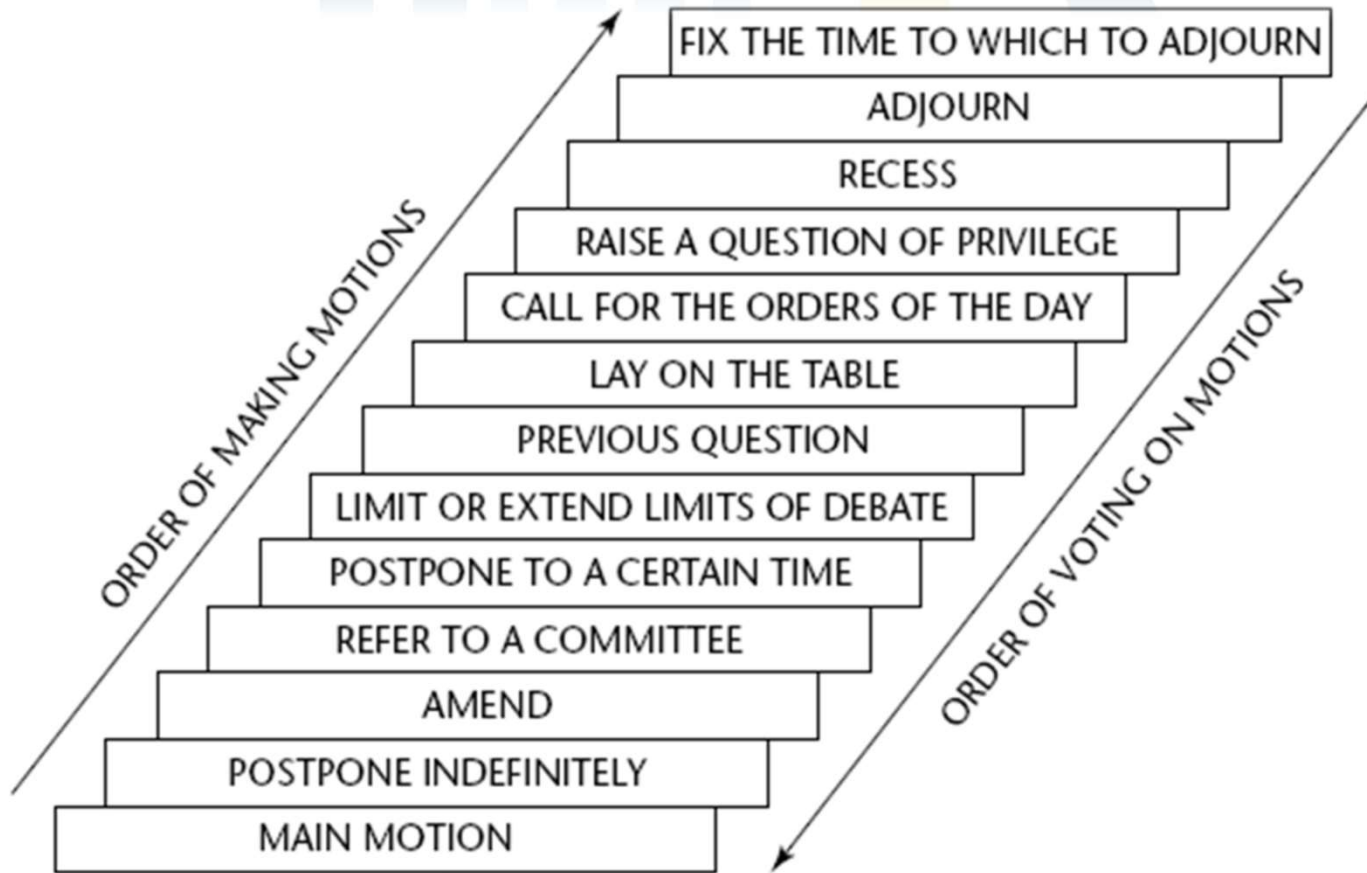 FIX THE TIME TO WHICH TO ADJOURN
ADJOURN
RECESS
RAISE A QUESTION OF PRIVILEGE
CALL FOR THE ORDERS OF THE DAY
LAY ON THE TABLE
PREVIOUS QUESTION
LIMIT OR EXTEND LIMITS OF DEBATE
POSTPONE TO A CERTAIN TIME
REFER TO A COMMITTEE
AMEND
POSTPONE INDEFINITELY
MAIN MOTION
ORDER OF MAKING MOTIONS
ORDER OF VOTING ON MOTIONS